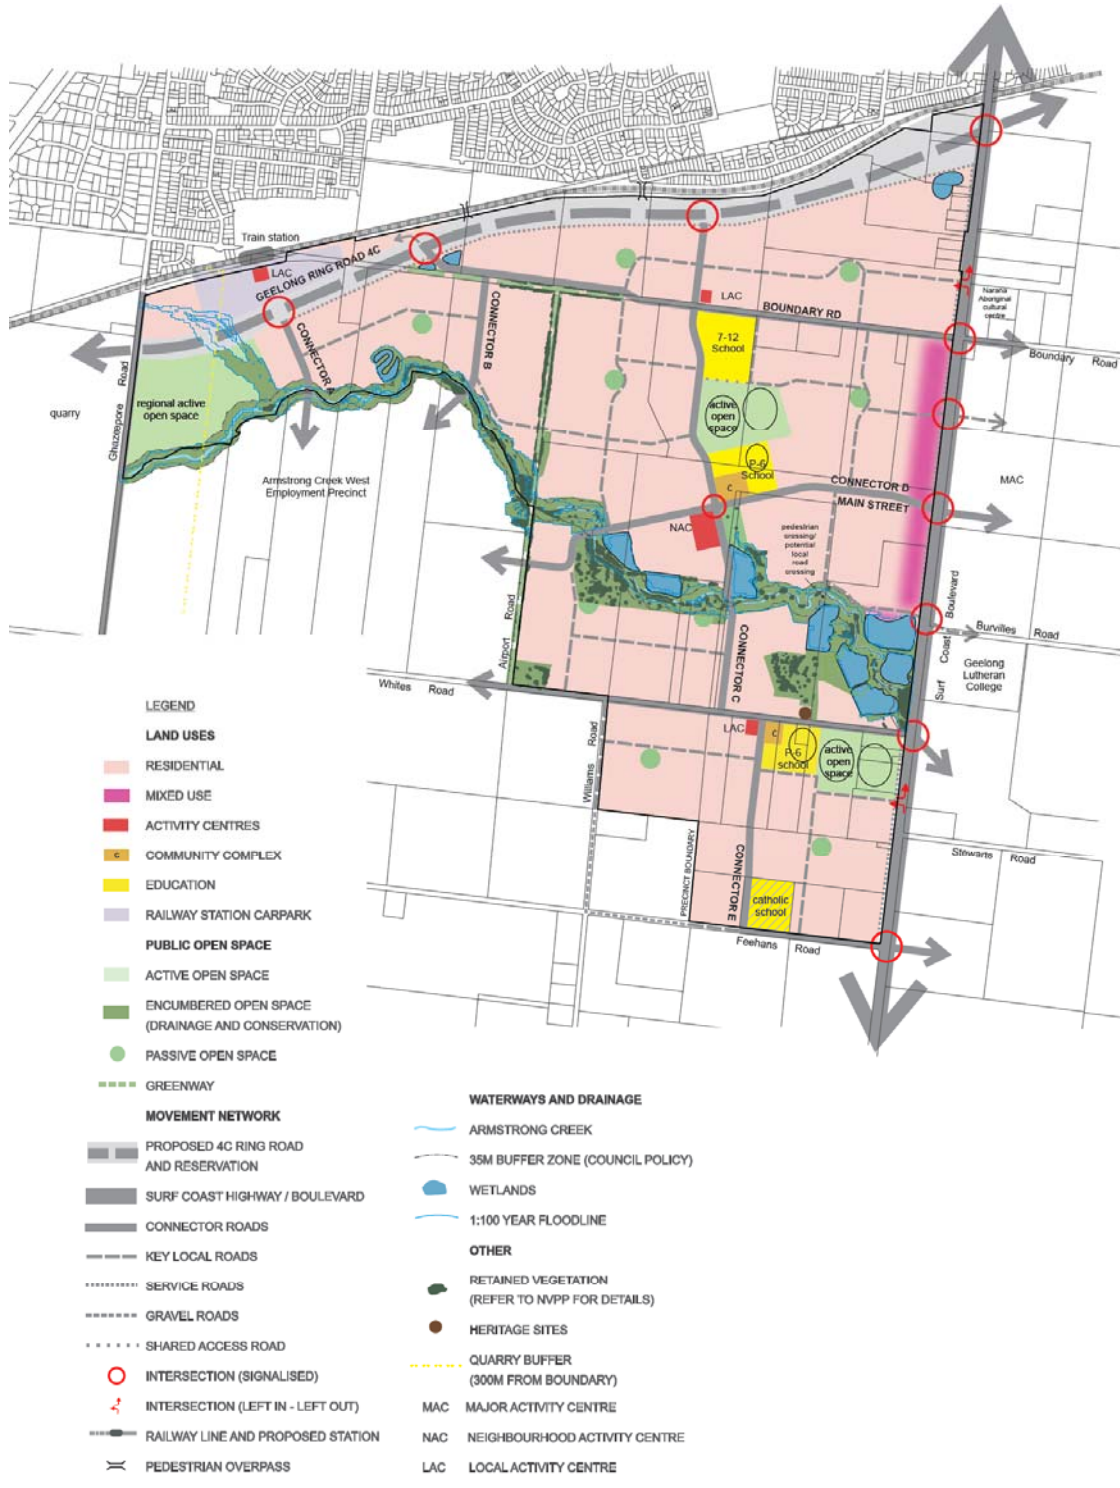 Train station
LAC
GEELONG RING ROAD 4C
CONNECTOR A
CONNECTOR B
LAC
BOUNDARY RD
Narana
Aboriginal
cultural
centre
Boundary Road
Ghazeepore Road
quarry
regional active
open space
7-12
School
active
open
space
P-6
School
C
Armstrong Creek West
Employment Precinct
CONNECTOR D
MAIN STREET
MAC
NAC
pedestrian
crossing/
potential
local
road
crossing
Airport Road
CONNECTOR C
Surf Coast Boulevard
Burvilles Road
Geelong
Lutheran
College
Whites Road
Williams Road
LAC
C
P-6
school
active
open
space
PRECINCT BOUNDARY
CONNECTOR E
Stewarts Road
catholic
school
Feehans Road
LEGEND
LAND USES
RESIDENTIAL
MIXED USE
ACTIVITY CENTRES
C COMMUNITY COMPLEX
EDUCATION
RAILWAY STATION CARPARK
PUBLIC OPEN SPACE
ACTIVE OPEN SPACE
ENCUMBERED OPEN SPACE
(DRAINAGE AND CONSERVATION)
PASSIVE OPEN SPACE
GREENWAY
MOVEMENT NETWORK
PROPOSED 4C RING ROAD
AND RESERVATION
SURF COAST HIGHWAY / BOULEVARD
CONNECTOR ROADS
KEY LOCAL ROADS
SERVICE ROADS
GRAVEL ROADS
SHARED ACCESS ROAD
INTERSECTION (SIGNALISED)
INTERSECTION (LEFT IN - LEFT OUT)
RAILWAY LINE AND PROPOSED STATION
PEDESTRIAN OVERPASS
WATERWAYS AND DRAINAGE
ARMSTRONG CREEK
35M BUFFER ZONE (COUNCIL POLICY)
WETLANDS
1:100 YEAR FLOODLINE
OTHER
RETAINED VEGETATION
(REFER TO NVPP FOR DETAILS)
HERITAGE SITES
QUARRY BUFFER
(300M FROM BOUNDARY)
MAC MAJOR ACTIVITY CENTRE
NAC NEIGHBOURHOOD ACTIVITY CENTRE
LAC LOCAL ACTIVITY CENTRE